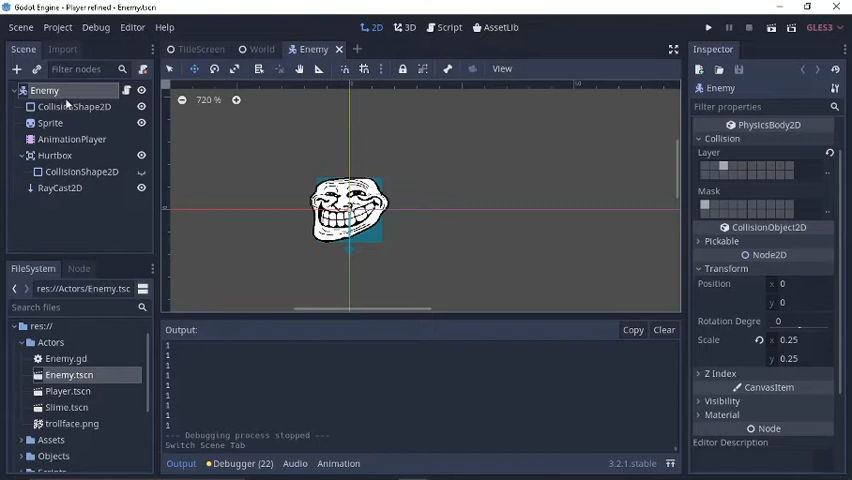 Godot Engine - Player refined - Enemy.tscn
Scene Project Debug Editor Help
2D 3D Script AssetLib
GLES3
Scene Import
TitleScreen World Enemy
Inspector
Filter nodes
View
Enemy
Enemy
720 %
50
Filter properties
CollisionShape2D
Sprite
PhysicsBody2D
AnimationPlayer
Collision
Hurtbox
Layer
CollisionShape2D
RayCast2D
Mask
CollisionObject2D
Pickable
Node2D
FileSystem Node
Transform
res://Actors/Enemy.tsc
Position x 0
y 0
Filter files
Rotation Degre 0
res://
Output: Copy Clear
Scale x 0.25
y 0.25
Actors
1
Enemy.gd
1
Enemy.tscn
1
Z Index
Player.tscn
1
CanvasItem
Slime.tscn
1
Visibility
trollface.png
1
Material
Assets
1
1
Node
--- Debugging process stopped ---
Switch Scene Tab
Editor Description
Objects
Output Debugger (22) Audio Animation 3.2.1.stable